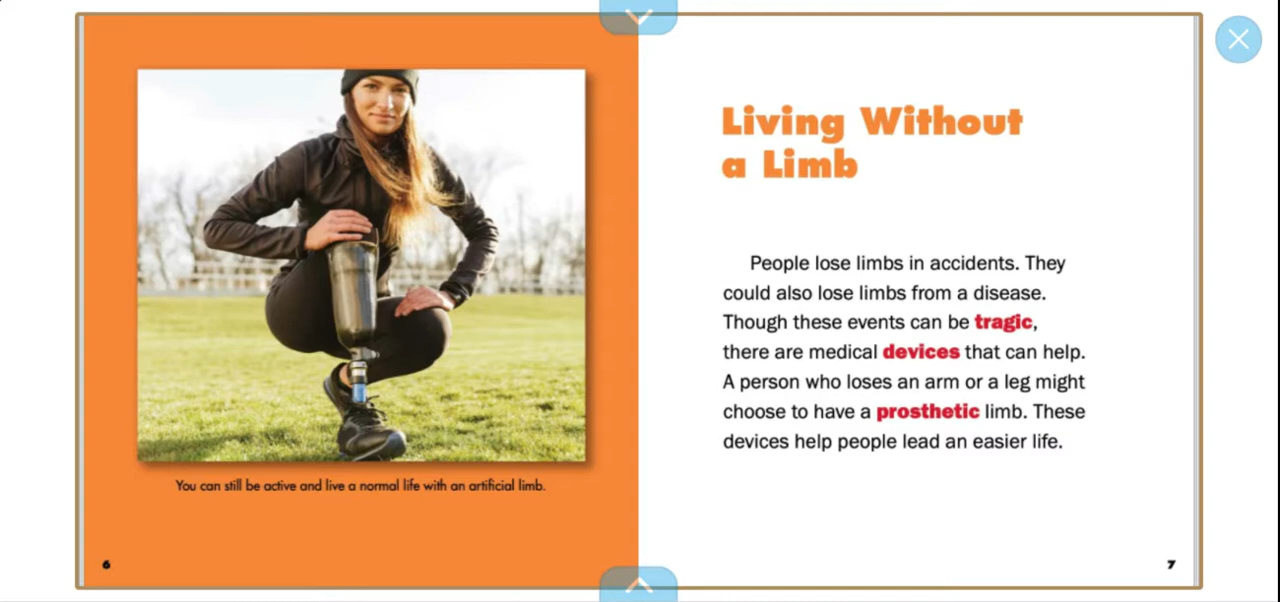 You can still be active and live a normal life with an artificial limb.
6
Living Without
a Limb
People lose limbs in accidents. They
could also lose limbs from a disease.
Though these events can be tragic,
there are medical devices that can help.
A person who loses an arm or a leg might
choose to have a prosthetic limb. These
devices help people lead an easier life.
7